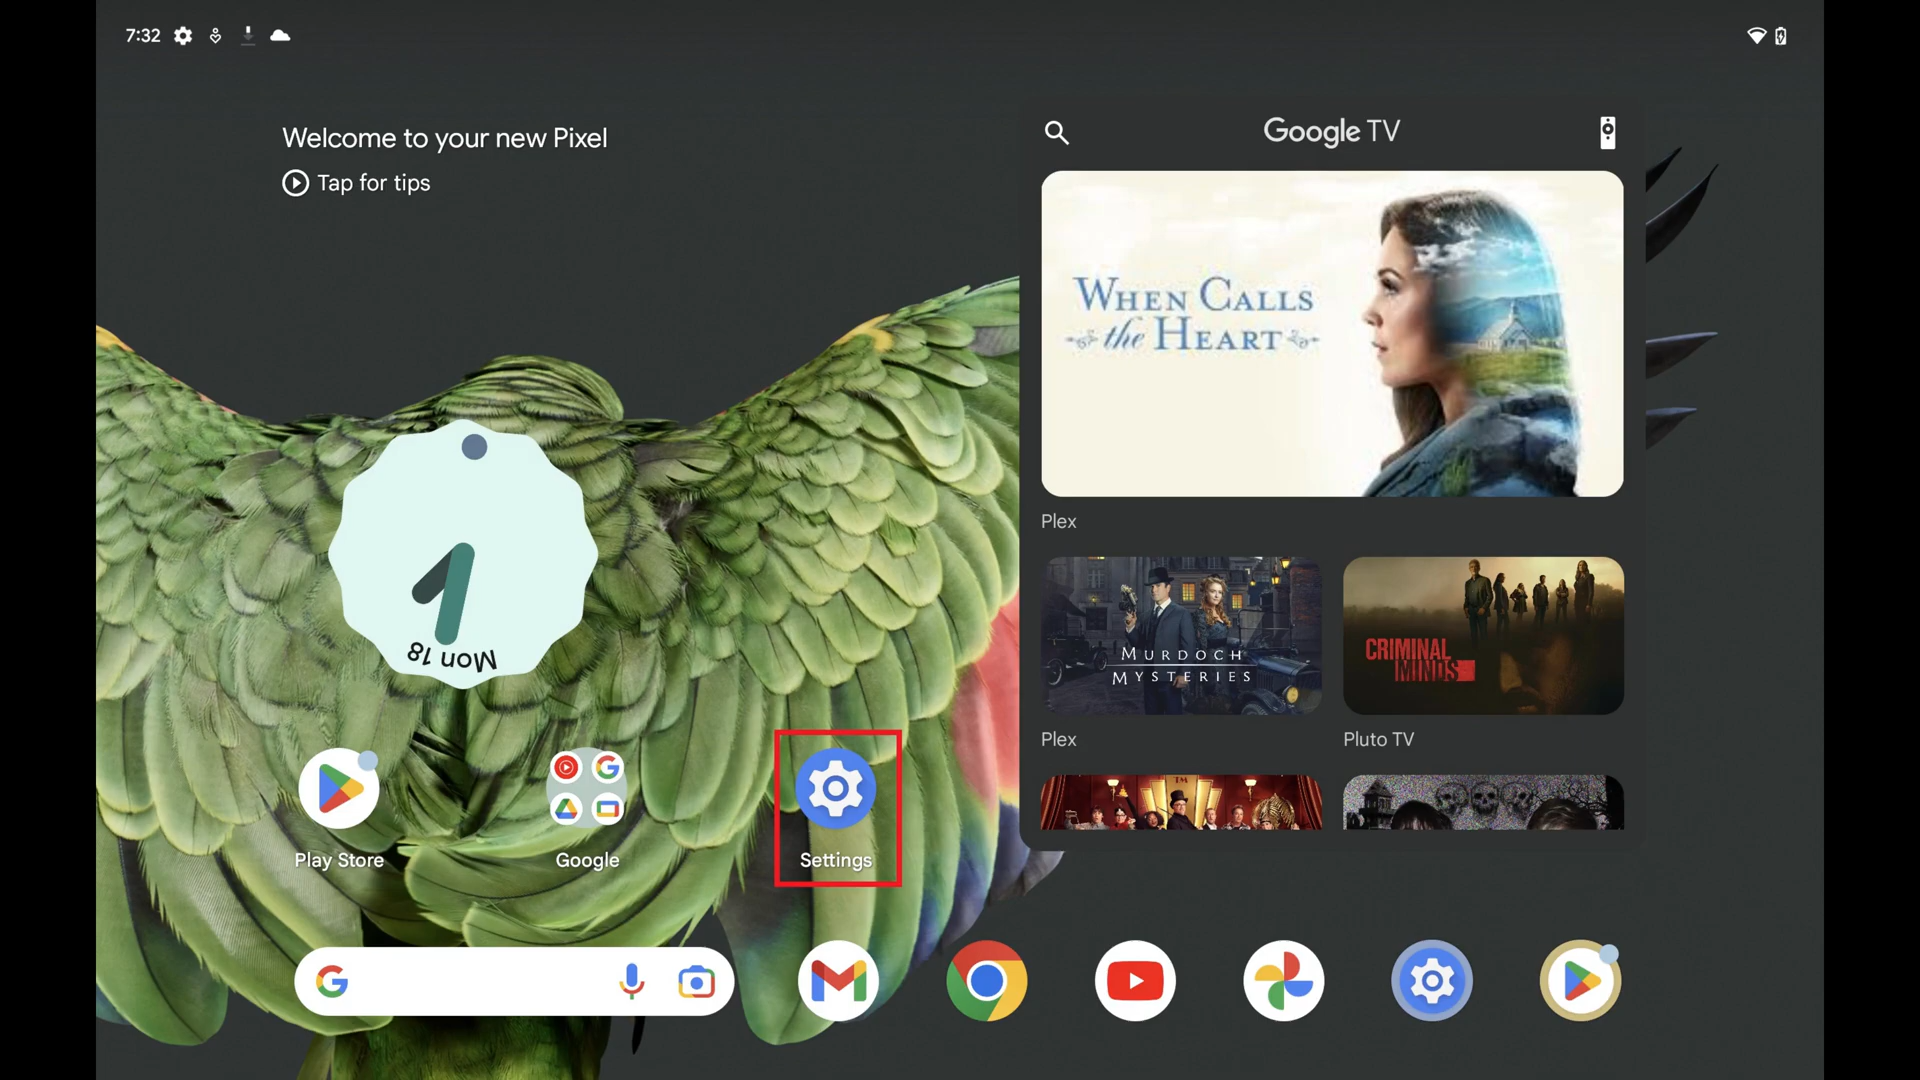 7:32
Welcome to your new Pixel
Tap for tips
Google TV
WHEN CALLS
the HEART
Plex
MURDOCH
MYSTERIES
CRIMINAL
MINDS
Plex
Pluto TV
Mon 18
Play Store
Google
Settings